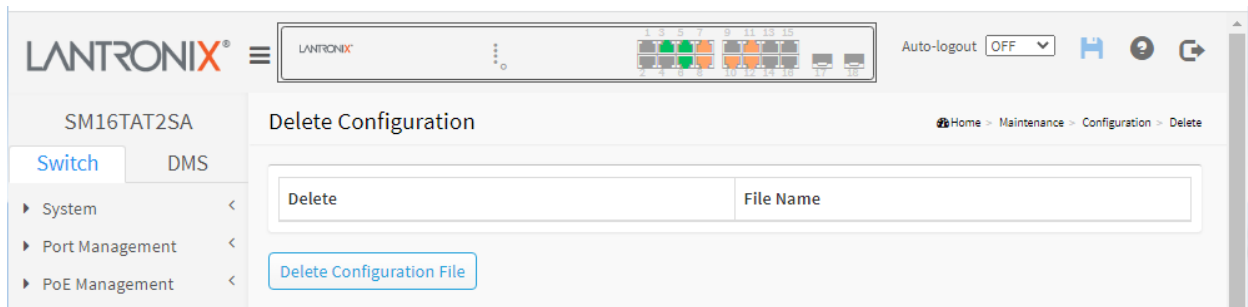 LANTRONIX®
LANTRONIX
1 3 5 7 9 11 13 15
2 4 6 8 10 12 14 16 17 18
Auto-logout OFF
SM16TAT2SA
Delete Configuration
Home > Maintenance > Configuration > Delete
Switch DMS
Delete File Name
System
Port Management
PoE Management
Delete Configuration File